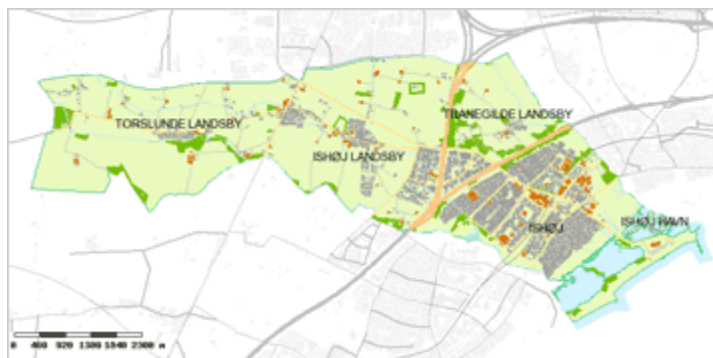 TORSLUNDE LANDSBY
ISHØJ LANDSBY
TRANEGILDE LANDSBY
ISHØJ
ISHØJ HAVN
0 460 920 1380 1840 2300 m